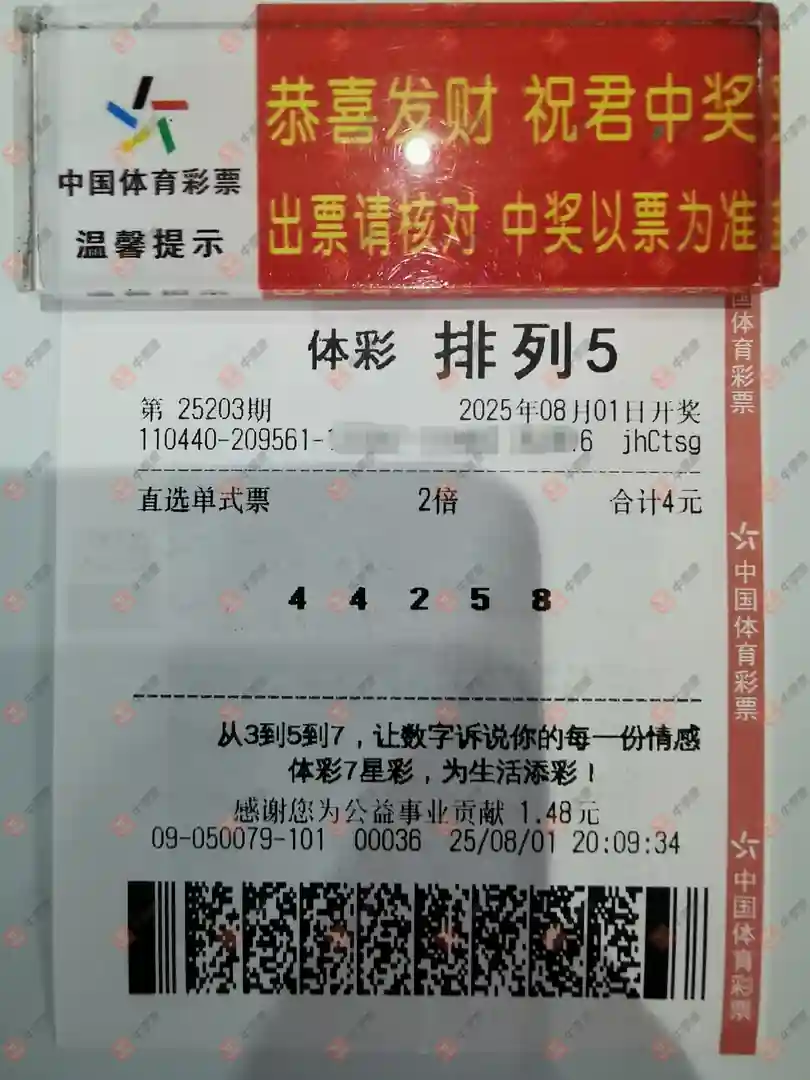 恭喜发财 祝君中奖
中国体育彩票
出票请核对 中奖以票为准
温馨提示
体彩 排列5
第 25203期 2025年08月01日开奖
110440-209561- 6 jhCtsg
直选单式票 2倍 合计4元
4 4 2 5 8
从3到5到7，让数字诉说你的每一份情感
体彩7星彩，为生活添彩！
感谢您为公益事业贡献 1.48元
09-050079-101 00036 25/08/01 20:09:34
国体育彩票
中国体育彩票
中国体育彩票